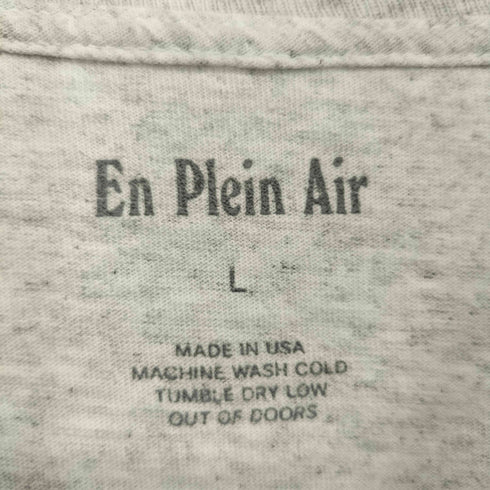 En Plein Air
L
MADE IN USA
MACHINE WASH COLD
TUMBLE DRY LOW
OUT OF DOORS